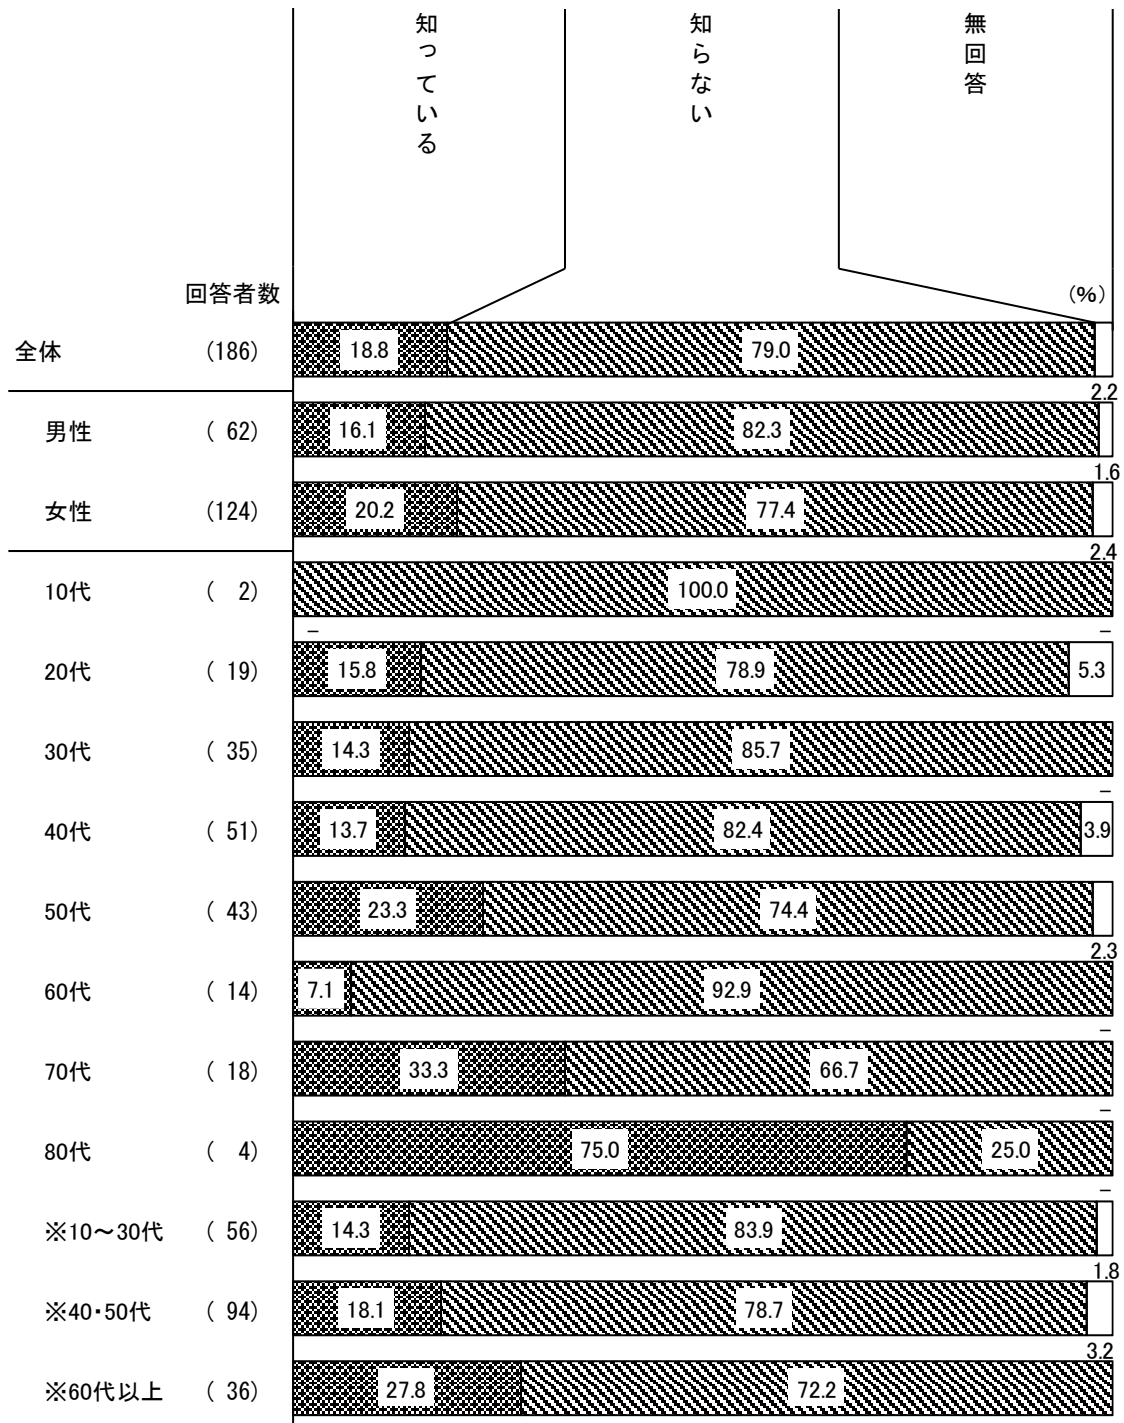 知っている
知らない
無回答
回答者数
(%)
全体 (186) 18.8 79.0
2.2
男性 ( 62) 16.1 82.3
1.6
女性 (124) 20.2 77.4
2.4
10代 ( 2) 100.0
– –
20代 ( 19) 15.8 78.9 5.3
30代 ( 35) 14.3 85.7
–
40代 ( 51) 13.7 82.4 3.9
50代 ( 43) 23.3 74.4
2.3
60代 ( 14) 7.1 92.9
–
70代 ( 18) 33.3 66.7
–
80代 ( 4) 75.0 25.0
–
※10～30代 ( 56) 14.3 83.9
1.8
※40・50代 ( 94) 18.1 78.7
3.2
※60代以上 ( 36) 27.8 72.2